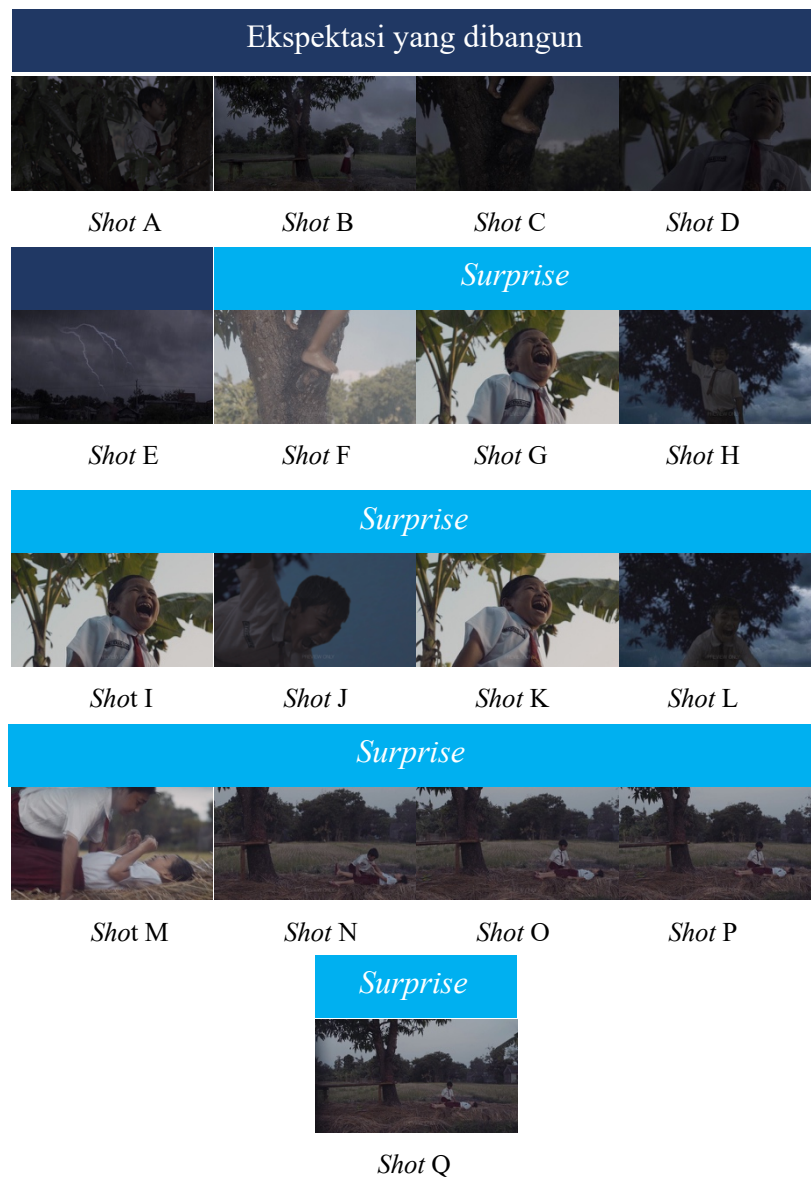 Ekspektasi yang dibangun
Shot A Shot B Shot C Shot D
Surprise
Shot E Shot F Shot G Shot H
Surprise
Shot I Shot J Shot K Shot L
Surprise
Shot M Shot N Shot O Shot P
Surprise
Shot Q